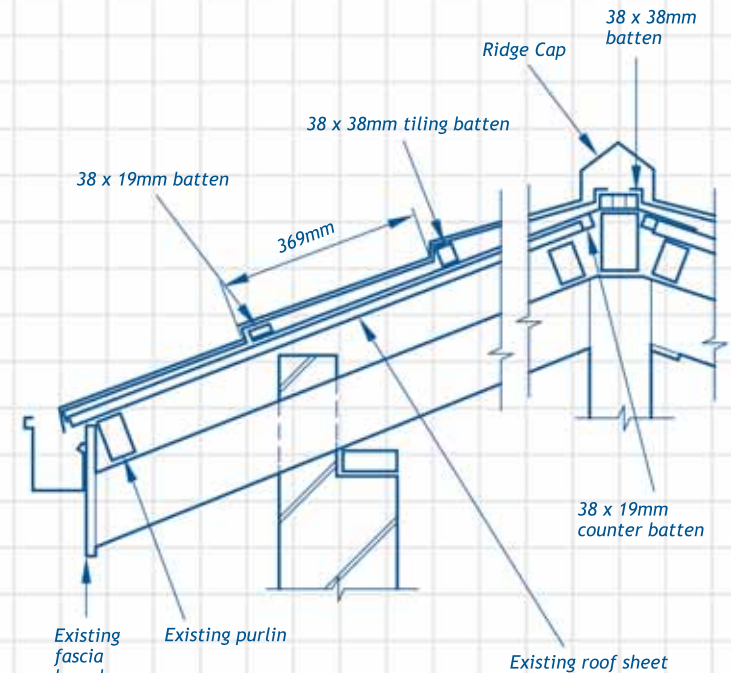 38 x 38mm
batten
Ridge Cap
38 x 38mm tiling batten
38 x 19mm batten
369mm
38 x 19mm
counter batten
Existing
fascia
Existing purlin
Existing roof sheet